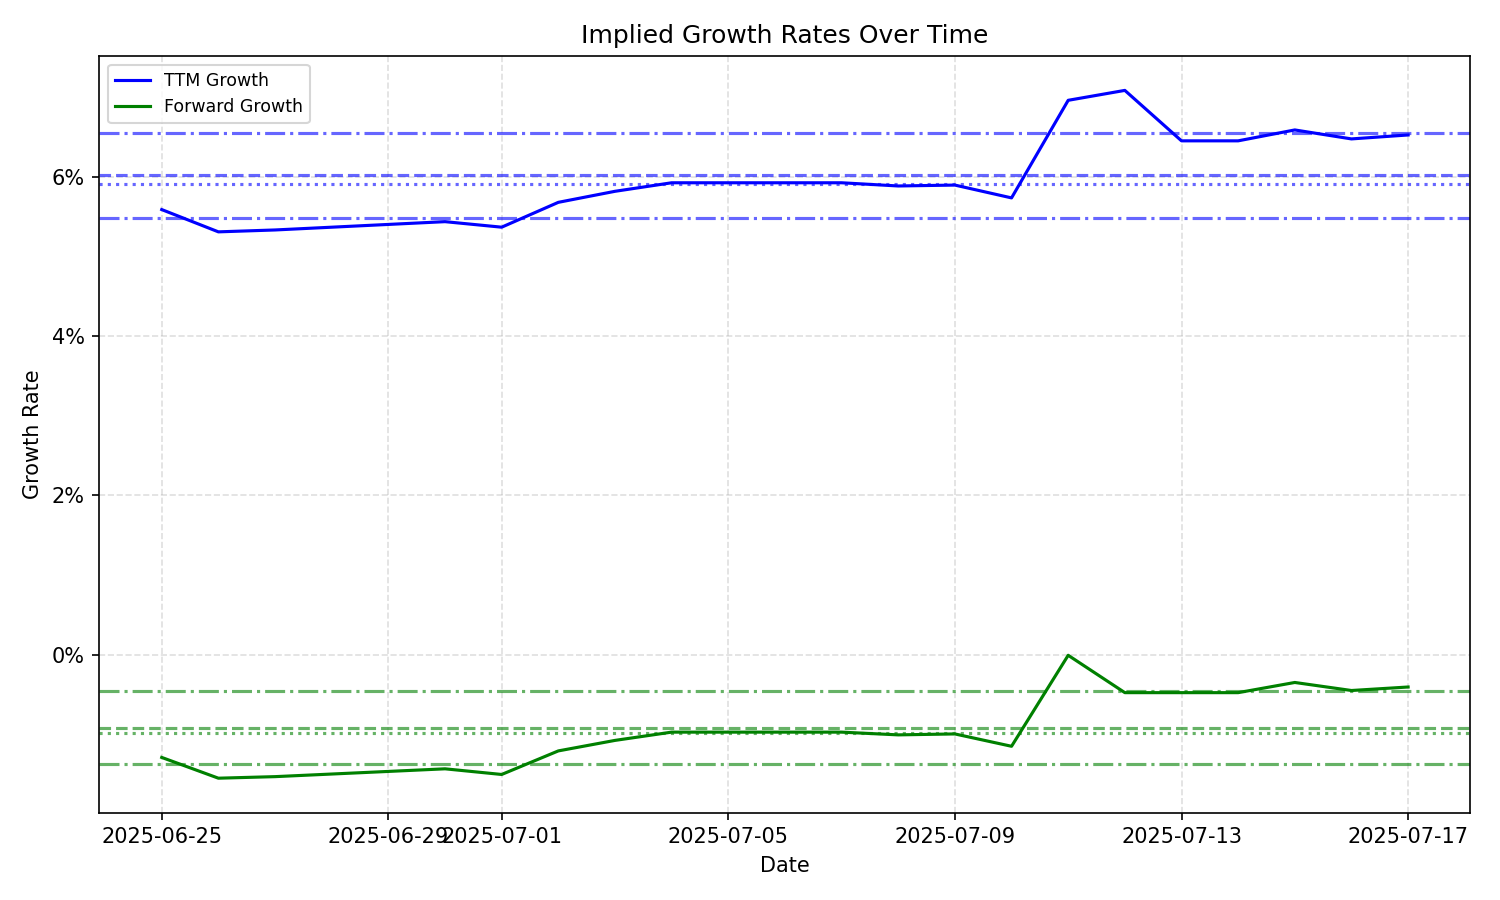 Implied Growth Rates Over Time
TTM Growth
Forward Growth
6%
4%
2%
0%
Growth Rate
2025-06-25
2025-06-29
2025-07-01
2025-07-05
2025-07-09
2025-07-13
2025-07-17
Date